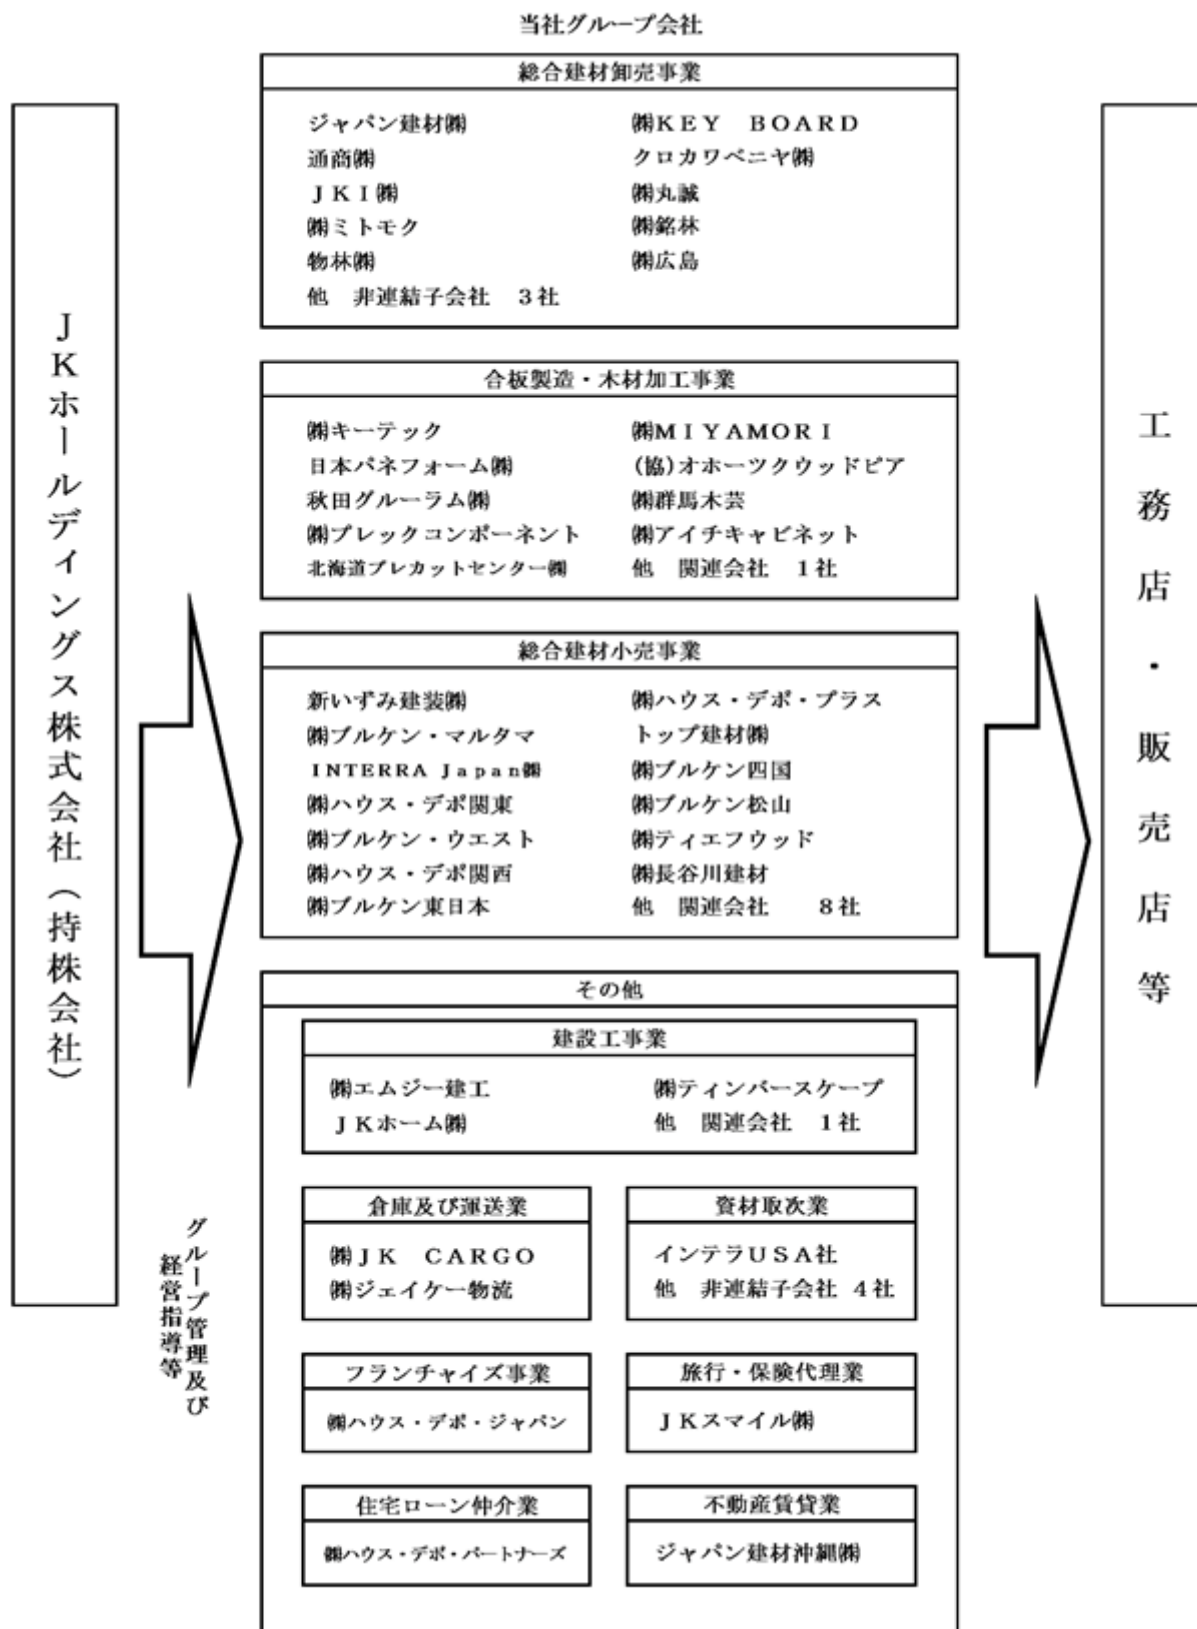 当社グループ会社
JKホールディングス株式会社(持株会社)
グループ管理及び
経営指導等
総合建材卸売事業
ジャパン建材㈱ ㈱KEY BOARD
通商㈱ クロカワベニヤ㈱
JKI㈱ ㈱丸誠
㈱ミトモク ㈱銘林
物林㈱ ㈱広島
他 非連結子会社 3社
合板製造・木材加工事業
㈱キーテック ㈱MIYAMORI
日本パネフォーム㈱ (協)オホーツクウッドピア
秋田グルーラム㈱ ㈱群馬木芸
㈱プレックコンポーネント ㈱アイチキャビネット
北海道プレカットセンター㈱ 他 関連会社 1社
総合建材小売事業
新いずみ建装㈱ ㈱ハウス・デポ・プラス
㈱ブルケン・マルタマ トップ建材㈱
INTERRA Japan㈱ ㈱ブルケン四国
㈱ハウス・デポ関東 ㈱ブルケン松山
㈱ブルケン・ウエスト ㈱ティエフウッド
㈱ハウス・デポ関西 ㈱長谷川建材
㈱ブルケン東日本 他 関連会社 8社
その他
建設工事業
㈱エムジー建工 ㈱ティンバースケープ
JKホーム㈱ 他 関連会社 1社
倉庫及び運送業
㈱JK CARGO
㈱ジェイケー物流
資材取次業
インテラUSA社
他 非連結子会社 4社
フランチャイズ事業
㈱ハウス・デポ・ジャパン
旅行・保険代理業
JKスマイル㈱
住宅ローン仲介業
㈱ハウス・デポ・パートナーズ
不動産賃貸業
ジャパン建材沖縄㈱
工務店・販売店等